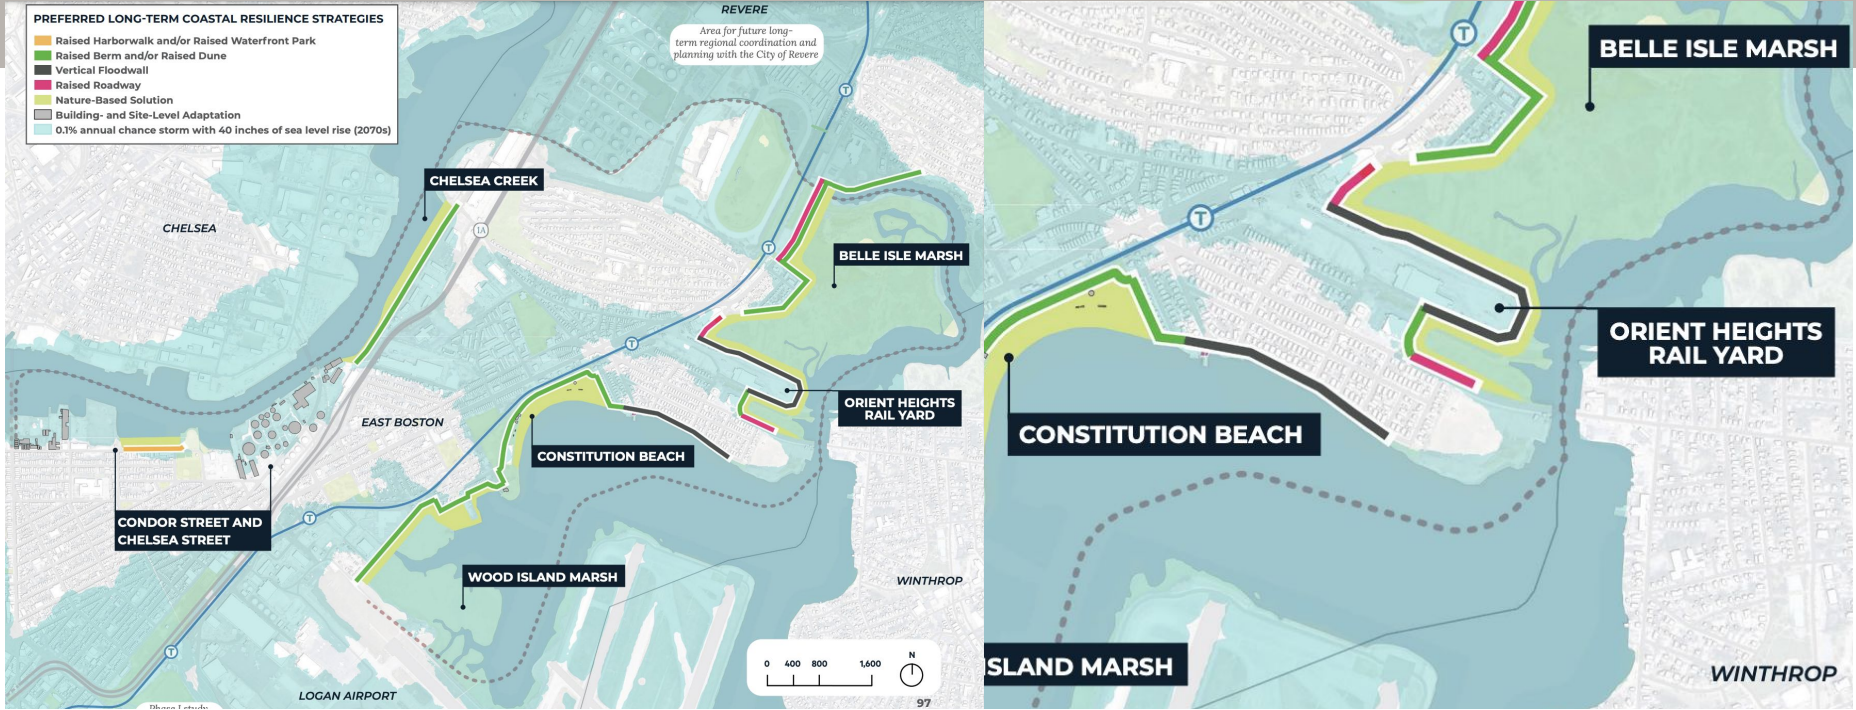 PREFERRED LONG-TERM COASTAL RESILIENCE STRATEGIES
Raised Harborwalk and/or Raised Waterfront Park
Raised Berm and/or Raised Dune
Vertical Floodwall
Raised Roadway
Nature-Based Solution
Building- and Site-Level Adaptation
0.1% annual chance storm with 40 inches of sea level rise (2070s)
REVERE
Area for future long-
term regional coordination and
planning with the City of Revere
T
CHELSEA CREEK
CHELSEA
1A
T
BELLE ISLE MARSH
T
ORIENT HEIGHTS
RAIL YARD
EAST BOSTON
CONSTITUTION BEACH
CONDOR STREET AND
CHELSEA STREET
T
WOOD ISLAND MARSH
WINTHROP
T
LOGAN AIRPORT
Phase I study
0 400 800 1,600
N
97
T
BELLE ISLE MARSH
T
ORIENT HEIGHTS
RAIL YARD
CONSTITUTION BEACH
ISLAND MARSH
WINTHROP